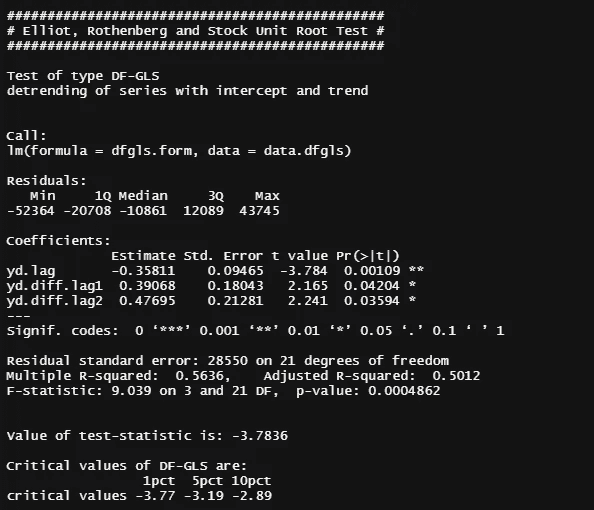 ###############################################
# Elliot, Rothenberg and Stock Unit Root Test #
###############################################
Test of type DF-GLS
detrending of series with intercept and trend
Call:
lm(formula = dfgls.form, data = data.dfgls)
Residuals:
   Min     1Q Median     3Q    Max
-52364 -20708 -10861  12089  43745
Coefficients:
             Estimate Std. Error t value Pr(>|t|)
yd.lag       -0.35811    0.09465  -3.784  0.00109 **
yd.diff.lag1  0.39068    0.18043   2.165  0.04204 *
yd.diff.lag2  0.47695    0.21281   2.241  0.03594 *
---
Signif. codes:  0 ‘***’ 0.001 ‘**’ 0.01 ‘*’ 0.05 ‘.’ 0.1 ‘ ’ 1
Residual standard error: 28550 on 21 degrees of freedom
Multiple R-squared:  0.5636,    Adjusted R-squared:  0.5012
F-statistic: 9.039 on 3 and 21 DF,  p-value: 0.0004862
Value of test-statistic is: -3.7836
Critical values of DF-GLS are:
                 1pct  5pct 10pct
critical values -3.77 -3.19 -2.89